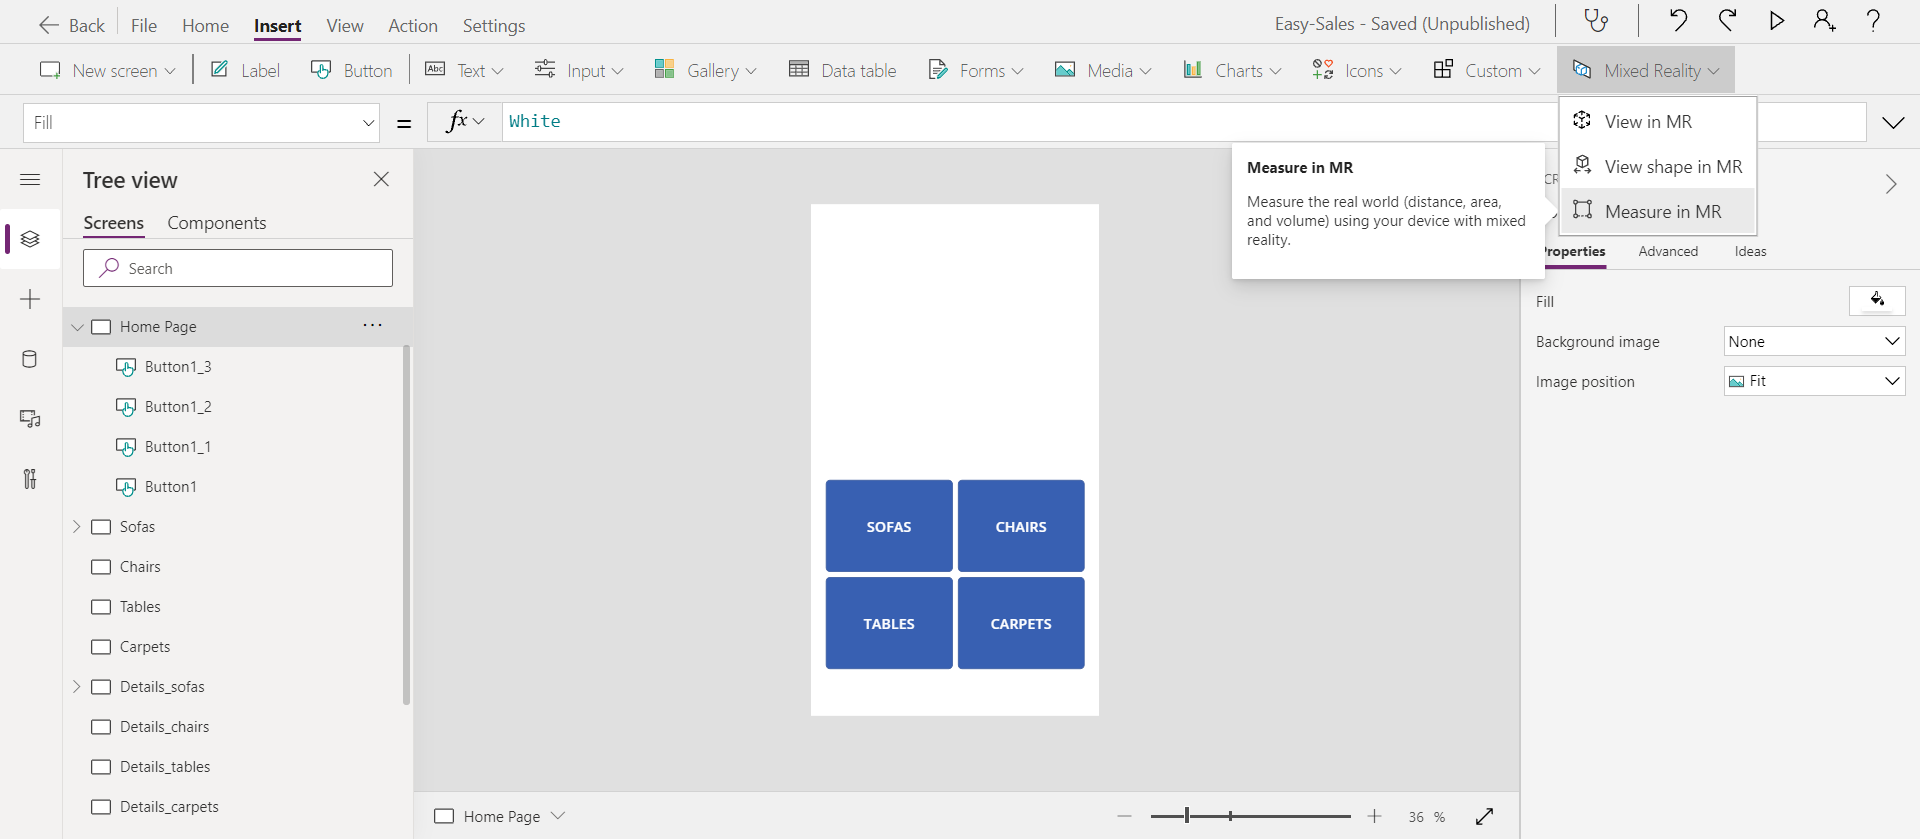 Back
File
Home
Insert
View
Action
Settings
Easy-Sales - Saved (Unpublished)
New screen
Label
Button
Abc
Text
Input
Gallery
Data table
Forms
Media
Charts
Icons
Custom
Mixed Reality
Fill
=
fx
White
View in MR
View shape in MR
Measure in MR
Measure in MR
Measure the real world (distance, area,
and volume) using your device with mixed
reality.
Tree view
Screens
Components
Search
Home Page
Button1_3
Button1_2
Button1_1
Button1
Sofas
Chairs
Tables
Carpets
Details_sofas
Details_chairs
Details_tables
Details_carpets
SOFAS
CHAIRS
TABLES
CARPETS
Properties
Advanced
Ideas
Fill
Background image
None
Image position
Fit
Home Page
36 %